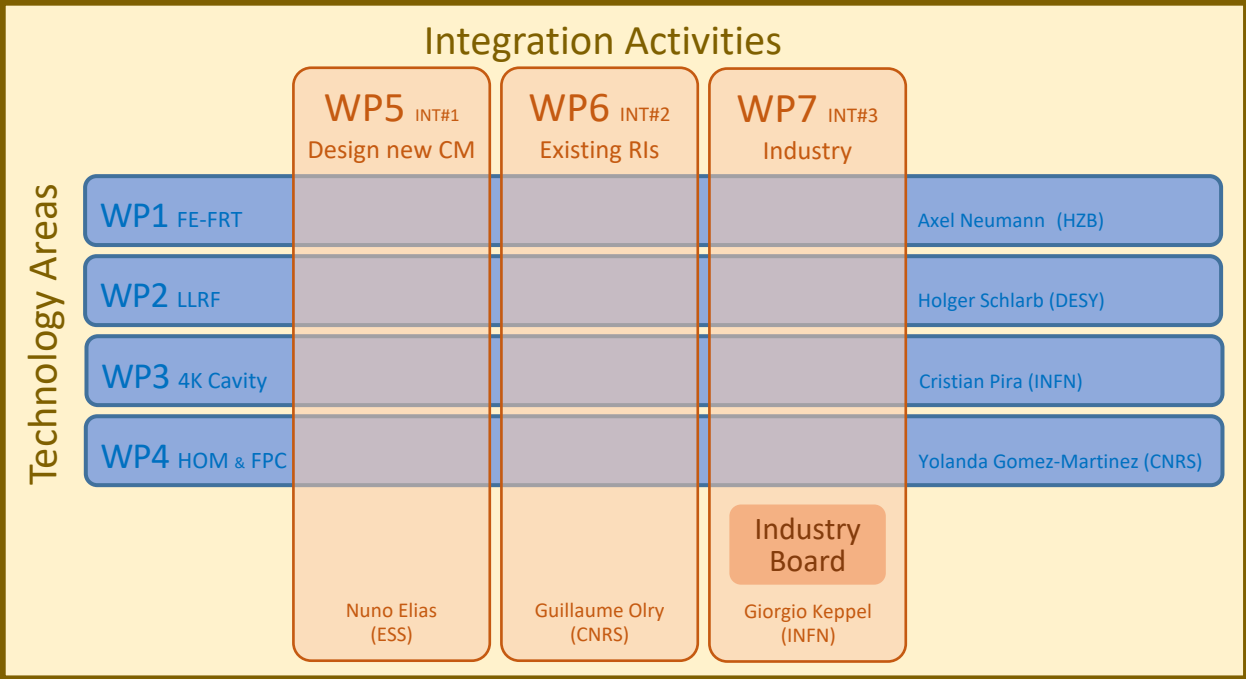 Integration Activities
WP5 INT#1
Design new CM
WP6 INT#2
Existing RIs
WP7 INT#3
Industry
Technology Areas
WP1 FE-FRT
Axel Neumann (HZB)
WP2 LLRF
Holger Schlarb (DESY)
WP3 4K Cavity
Cristian Pira (INFN)
WP4 HOM & FPC
Yolanda Gomez-Martinez (CNRS)
Industry
Board
Nuno Elias
(ESS)
Guillaume Olry
(CNRS)
Giorgio Keppel
(INFN)